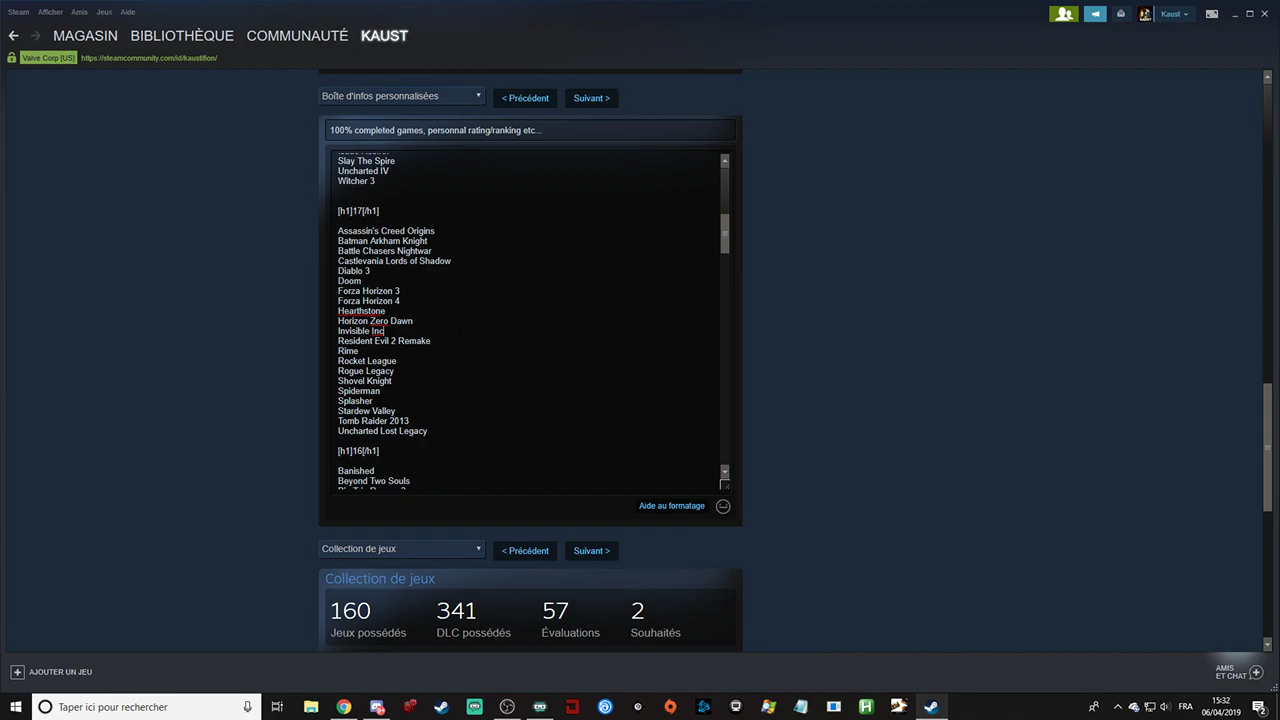 Steam Afficher Amis Jeux Aide
Kaust
MAGASIN BIBLIOTHÈQUE COMMUNAUTÉ KAUST
Valve Corp [US] https://steamcommunity.com/id/kaustifion/
Boîte d'infos personnalisées < Précédent Suivant >
100% completed games, personnal rating/ranking etc...
Slay The Spire
Uncharted IV
Witcher 3
[h1]17[/h1]
Assassin's Creed Origins
Batman Arkham Knight
Battle Chasers Nightwar
Castlevania Lords of Shadow
Diablo 3
Doom
Forza Horizon 3
Forza Horizon 4
Hearthstone
Horizon Zero Dawn
Invisible Inc
Resident Evil 2 Remake
Rime
Rocket League
Rogue Legacy
Shovel Knight
Spiderman
Splasher
Stardew Valley
Tomb Raider 2013
Uncharted Lost Legacy
[h1]16[/h1]
Banished
Beyond Two Souls
Aide au formatage
Collection de jeux < Précédent Suivant >
Collection de jeux
160 341 57 2
Jeux possédés DLC possédés Évaluations Souhaités
AJOUTER UN JEU
AMIS
ET CHAT
Taper ici pour rechercher
FRA
15:32
06/04/2019